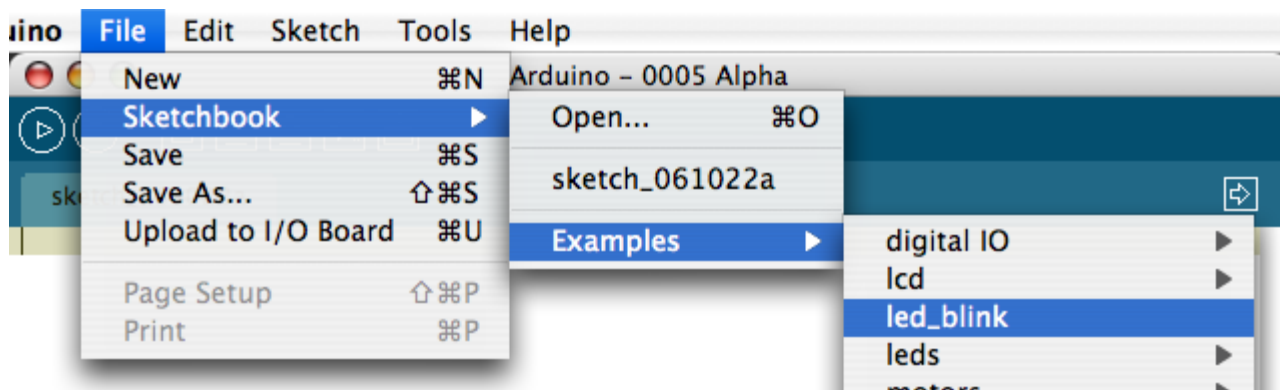 File Edit Sketch Tools Help
Arduino – 0005 Alpha
New ⌘N
Sketchbook
Save ⌘S
Save As... ⇧⌘S
Upload to I/O Board ⌘U
Page Setup ⇧⌘P
Print ⌘P
Open... ⌘O
sketch_061022a
Examples
digital IO
lcd
led_blink
leds
motors